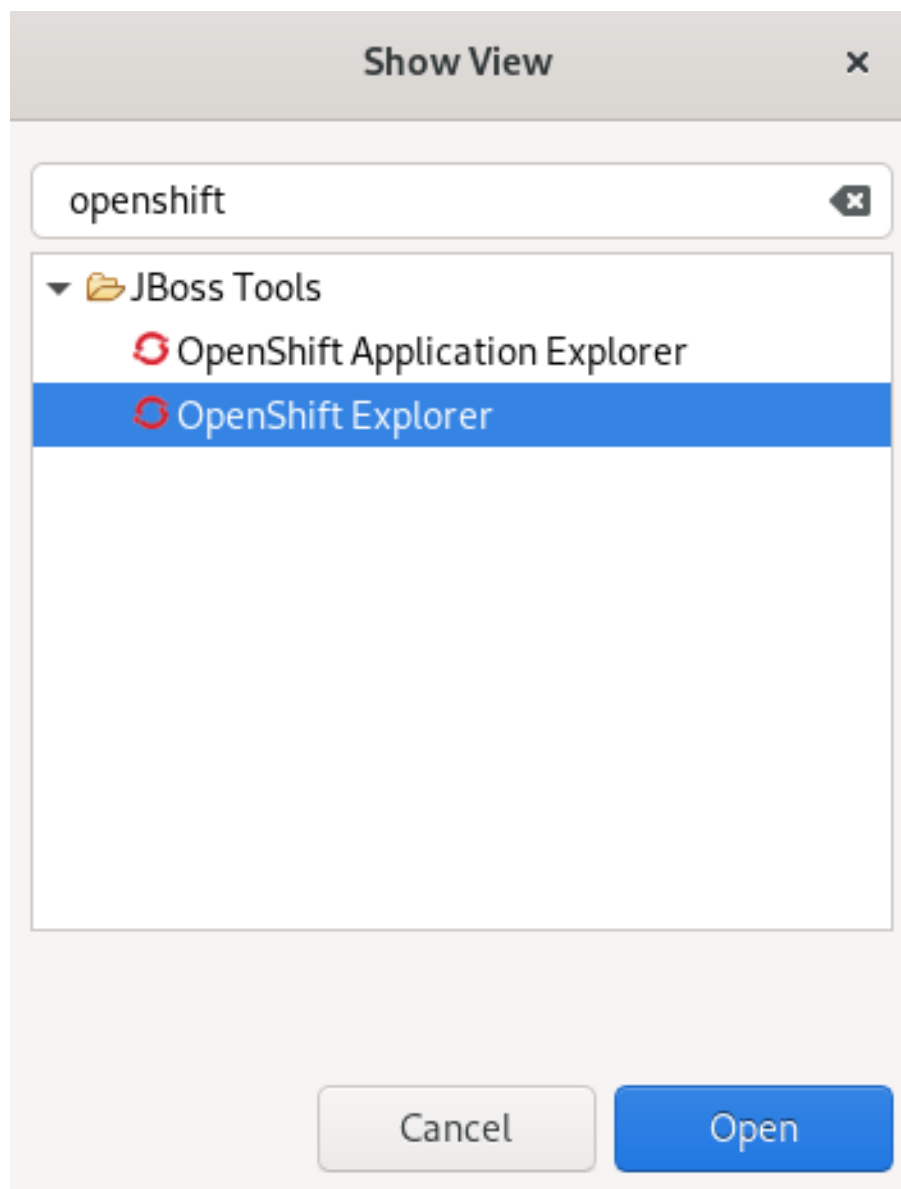 Show View
openshift
JBoss Tools
OpenShift Application Explorer
OpenShift Explorer
Cancel
Open